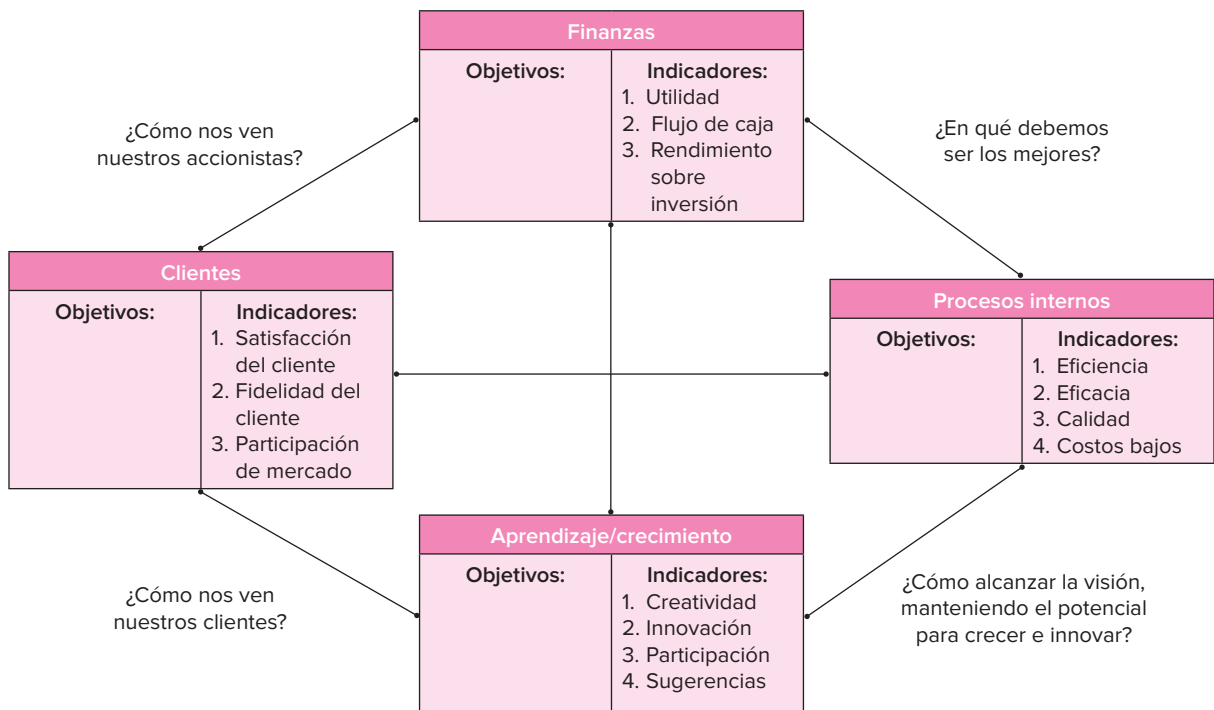 Finanzas
Objetivos:
Indicadores:
1. Utilidad
2. Flujo de caja
3. Rendimiento
sobre
inversión
¿Cómo nos ven
nuestros accionistas?
¿En qué debemos
ser los mejores?
Clientes
Objetivos:
Indicadores:
1. Satisfacción
del cliente
2. Fidelidad del
cliente
3. Participación
de mercado
Procesos internos
Objetivos:
Indicadores:
1. Eficiencia
2. Eficacia
3. Calidad
4. Costos bajos
Aprendizaje/crecimiento
Objetivos:
Indicadores:
1. Creatividad
2. Innovación
3. Participación
4. Sugerencias
¿Cómo nos ven
nuestros clientes?
¿Cómo alcanzar la visión,
manteniendo el potencial
para crecer e innovar?